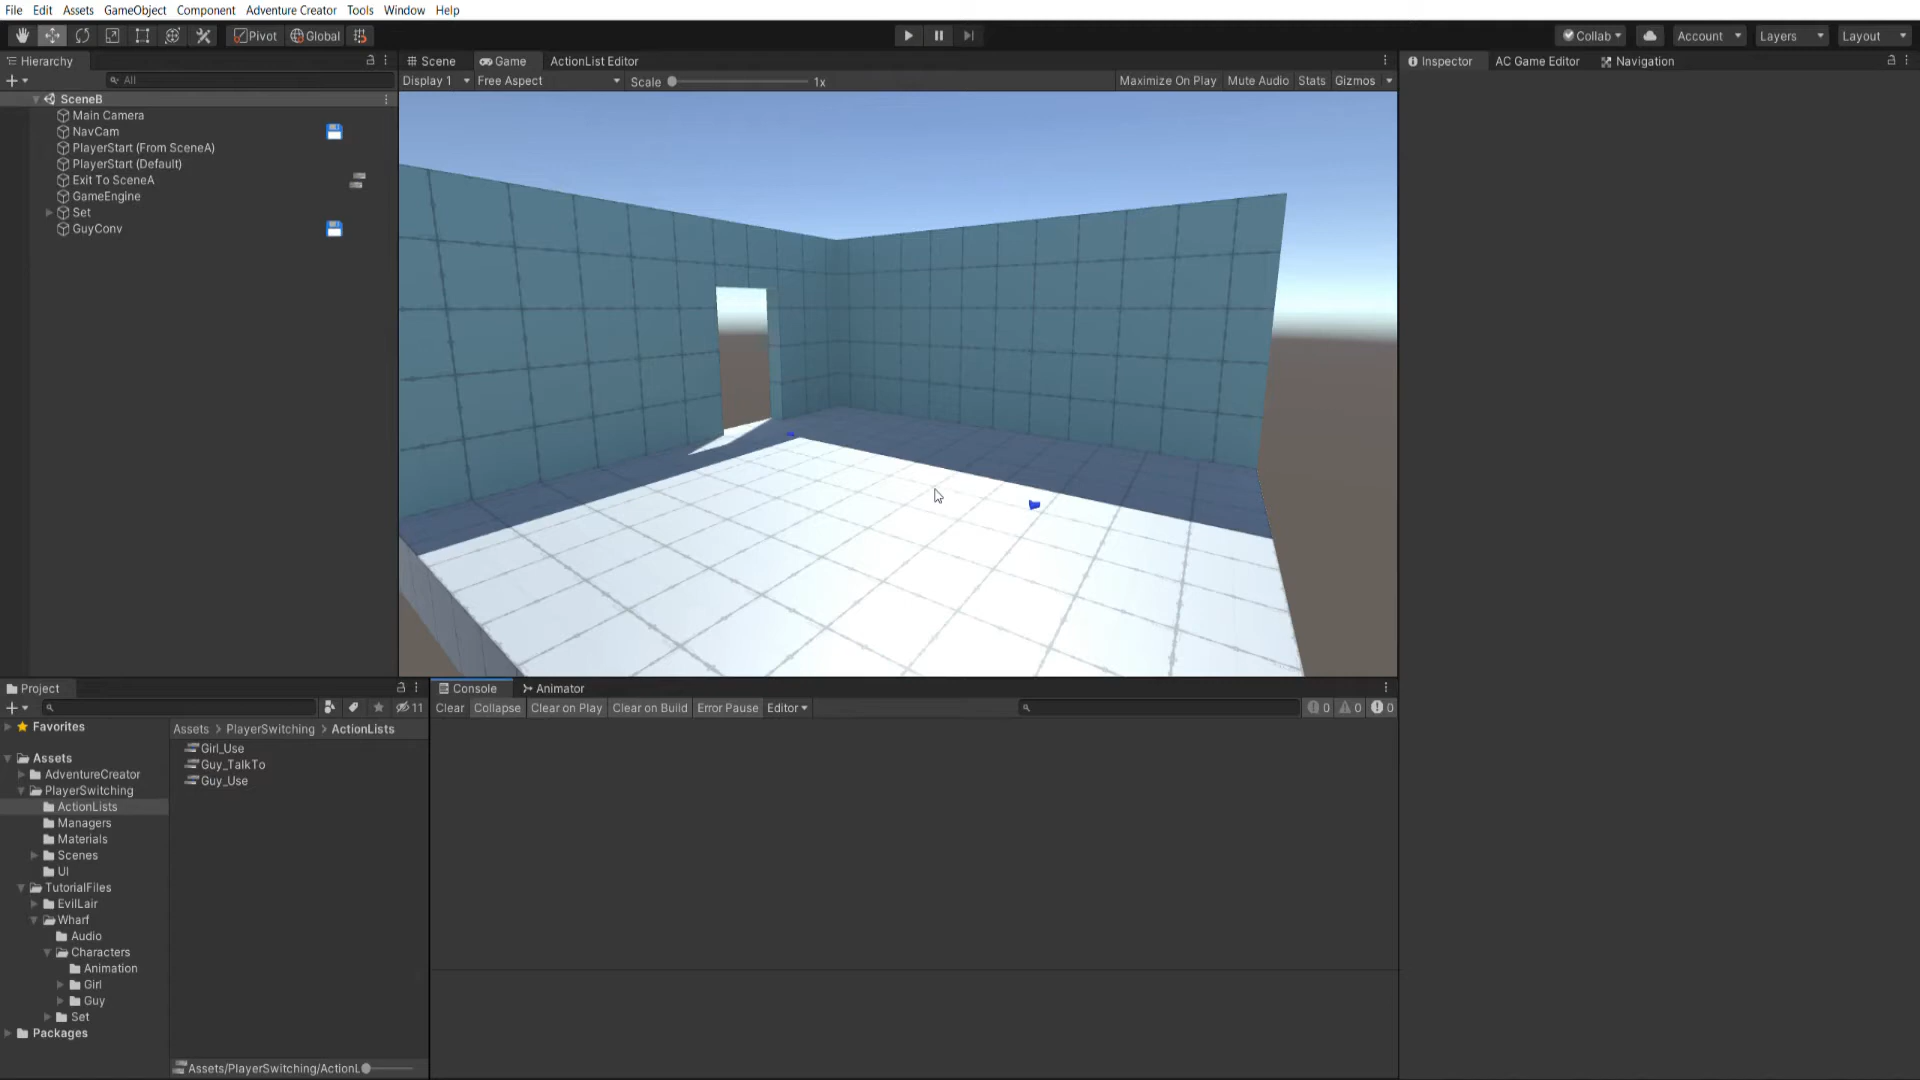 File Edit Assets GameObject Component Adventure Creator Tools Window Help
Pivot Global Collab Account Layers Layout
Hierarchy
All
SceneB
Main Camera
NavCam
PlayerStart (From SceneA)
PlayerStart (Default)
Exit To SceneA
GameEngine
Set
GuyConv
Scene Game ActionList Editor
Display 1 Free Aspect Scale 1x Maximize On Play Mute Audio Stats Gizmos
Inspector AC Game Editor Navigation
Project
11
Favorites
Assets
AdventureCreator
PlayerSwitching
ActionLists
Managers
Materials
Scenes
UI
TutorialFiles
EvilLair
Wharf
Audio
Characters
Animation
Girl
Guy
Set
Packages
Assets > PlayerSwitching > ActionLists
Girl_Use
Guy_TalkTo
Guy_Use
Assets/PlayerSwitching/ActionL
Console Animator
Clear Collapse Clear on Play Clear on Build Error Pause Editor 0 0 0